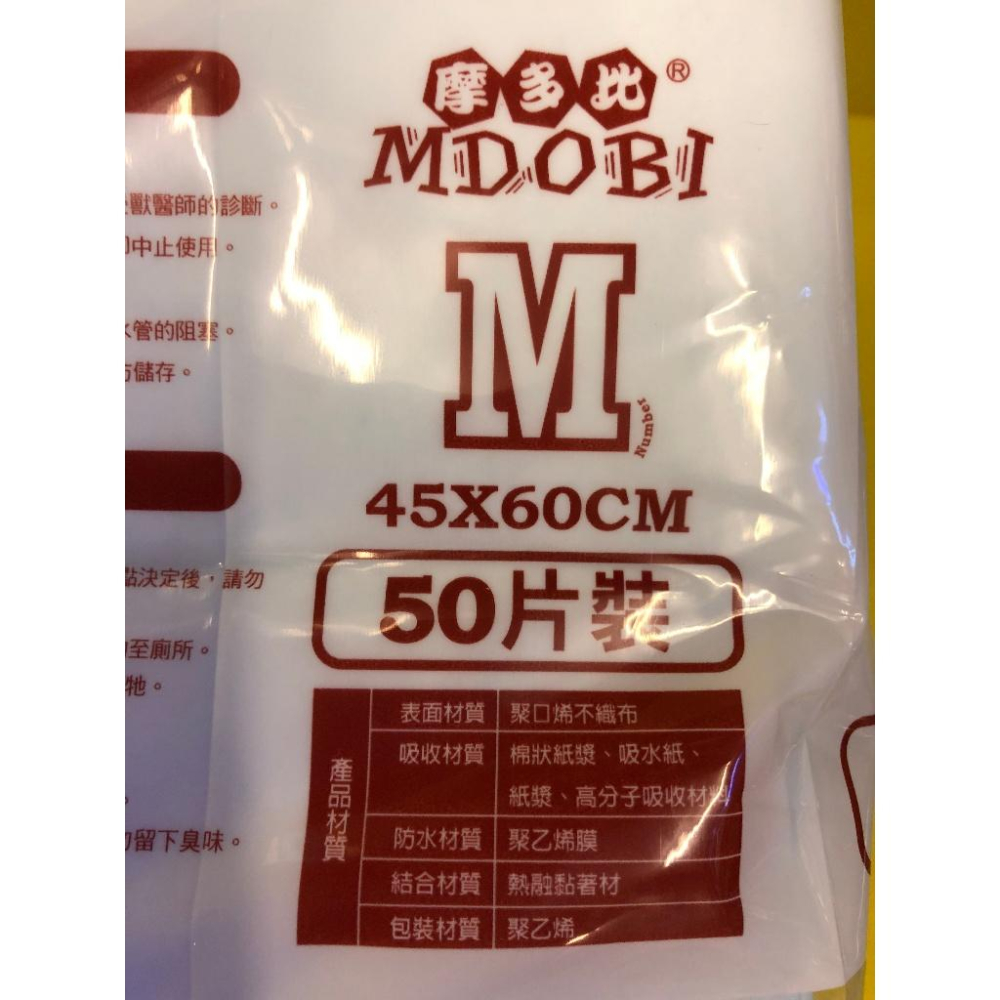 摩多比®
MDOBI
獸醫師的診斷。
中止使用。
水管的阻塞。
儲存。
M
Number
45X60CM
點決定後，請勿
50片裝
至廁所。
牠。
留下臭味。
產品材質
表面材質 聚口烯不織布
吸收材質 棉狀紙漿、吸水紙、
紙漿、高分子吸收材料
防水材質 聚乙烯膜
結合材質 熱融黏著材
包裝材質 聚乙烯